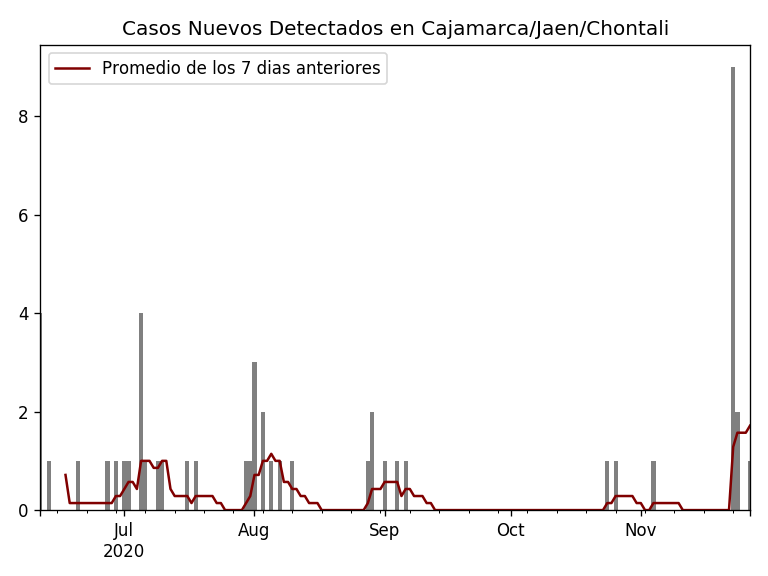 Casos Nuevos Detectados en Cajamarca/Jaen/Chontali
Promedio de los 7 dias anteriores
8
6
4
2
0
Jul Aug Sep Oct Nov
2020